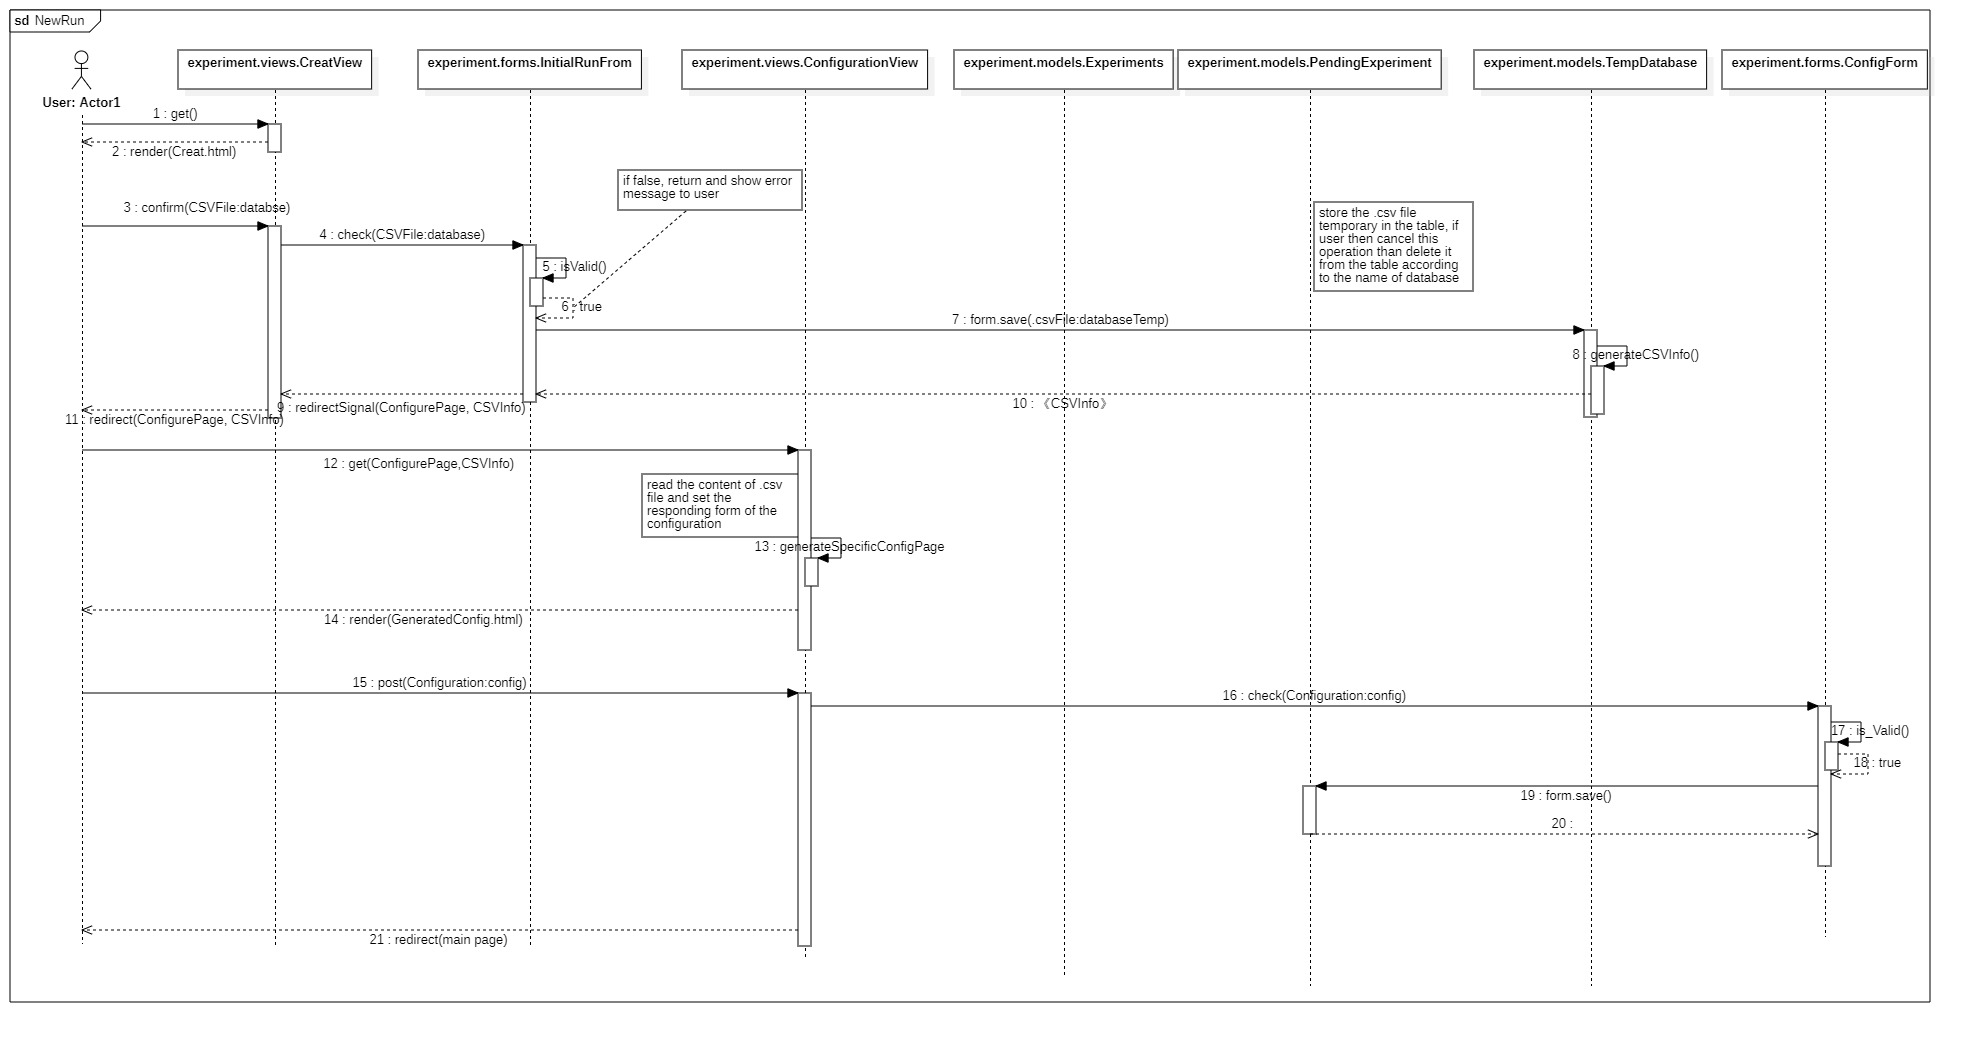 sd NewRun
experiment.views.CreatView
experiment.forms.InitialRunFrom
experiment.views.ConfigurationView
experiment.models.Experiments
experiment.models.PendingExperiment
experiment.models.TempDatabase
experiment.forms.ConfigForm
User: Actor1
1 : get()
2 : render(Creat.html)
if false, return and show error
message to user
3 : confirm(CSVFile:databse)
store the .csv file
temporary in the table, if
user then cancel this
operation than delete it
from the table according
to the name of database
4 : check(CSVFile:database)
5 : isValid()
6 : true
7 : form.save(.csvFile:databaseTemp)
8 : generateCSVInfo()
9 : redirectSignal(ConfigurePage, CSVInfo)
10 : 《CSVInfo》
11 : redirect(ConfigurePage, CSVInfo)
12 : get(ConfigurePage,CSVInfo)
read the content of .csv
file and set the
responding form of the
configuration
13 : generateSpecificConfigPage
14 : render(GeneratedConfig.html)
15 : post(Configuration:config)
16 : check(Configuration:config)
17 : is_Valid()
18 : true
19 : form.save()
20 :
21 : redirect(main page)